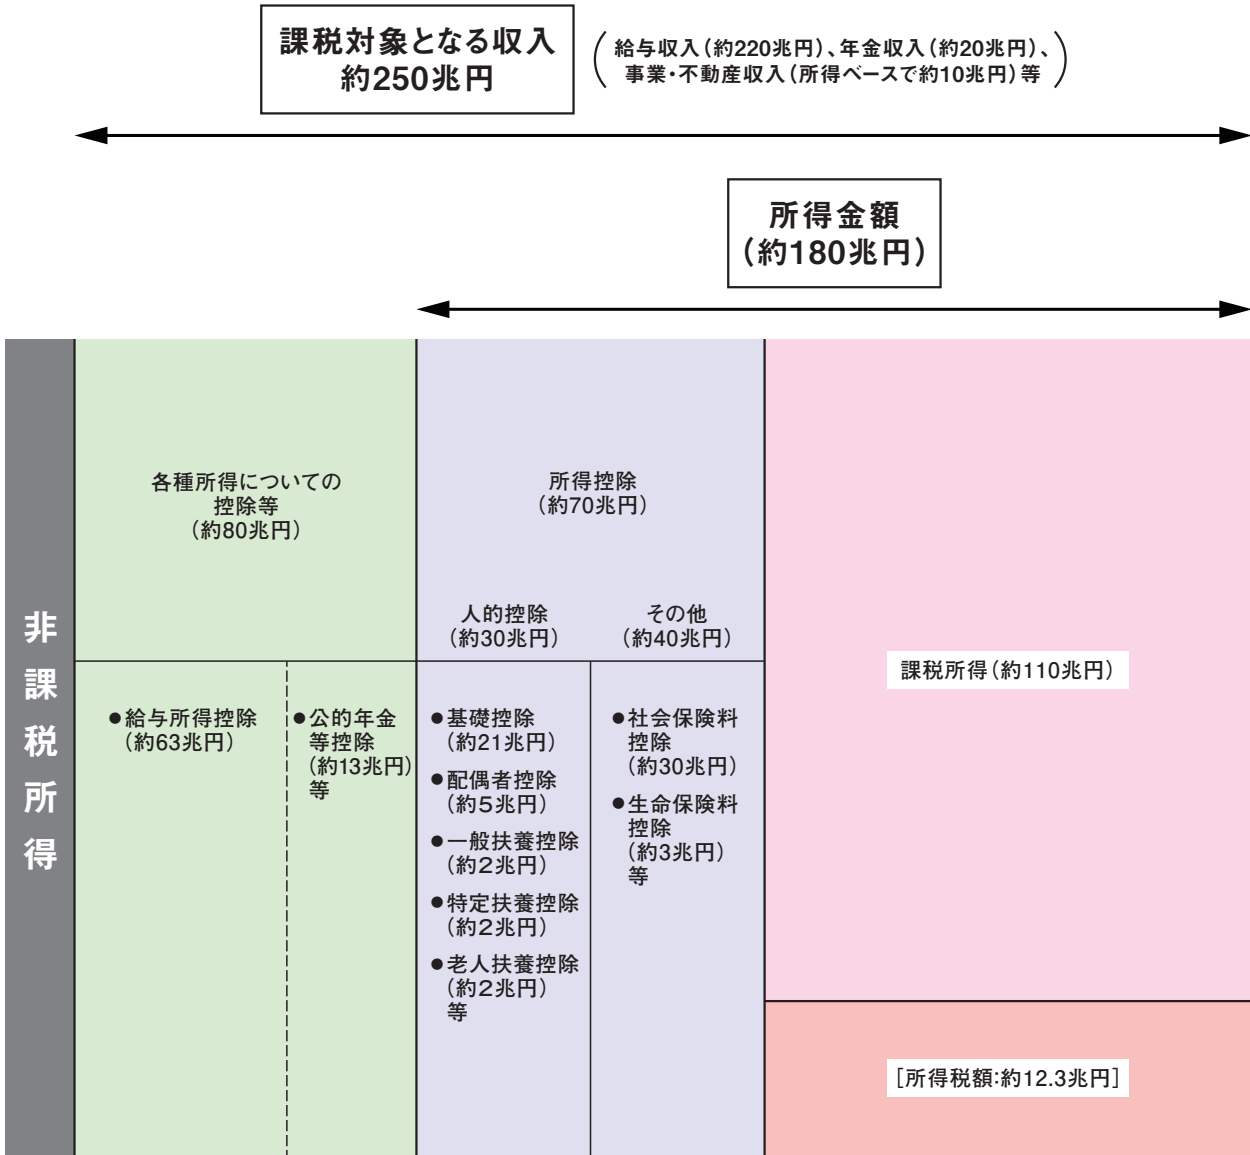 課税対象となる収入
約250兆円
（給与収入（約220兆円）、年金収入（約20兆円）、
事業・不動産収入（所得ベースで約10兆円）等）
所得金額
（約180兆円）
非課税所得
各種所得についての
控除等
（約80兆円）
●給与所得控除
（約63兆円）
●公的年金
等控除
（約13兆円）
等
所得控除
（約70兆円）
人的控除
（約30兆円）
●基礎控除
（約21兆円）
●配偶者控除
（約5兆円）
●一般扶養控除
（約2兆円）
●特定扶養控除
（約2兆円）
●老人扶養控除
（約2兆円）
等
その他
（約40兆円）
●社会保険料
控除
（約30兆円）
●生命保険料
控除
（約3兆円）
等
課税所得（約110兆円）
［所得税額:約12.3兆円］